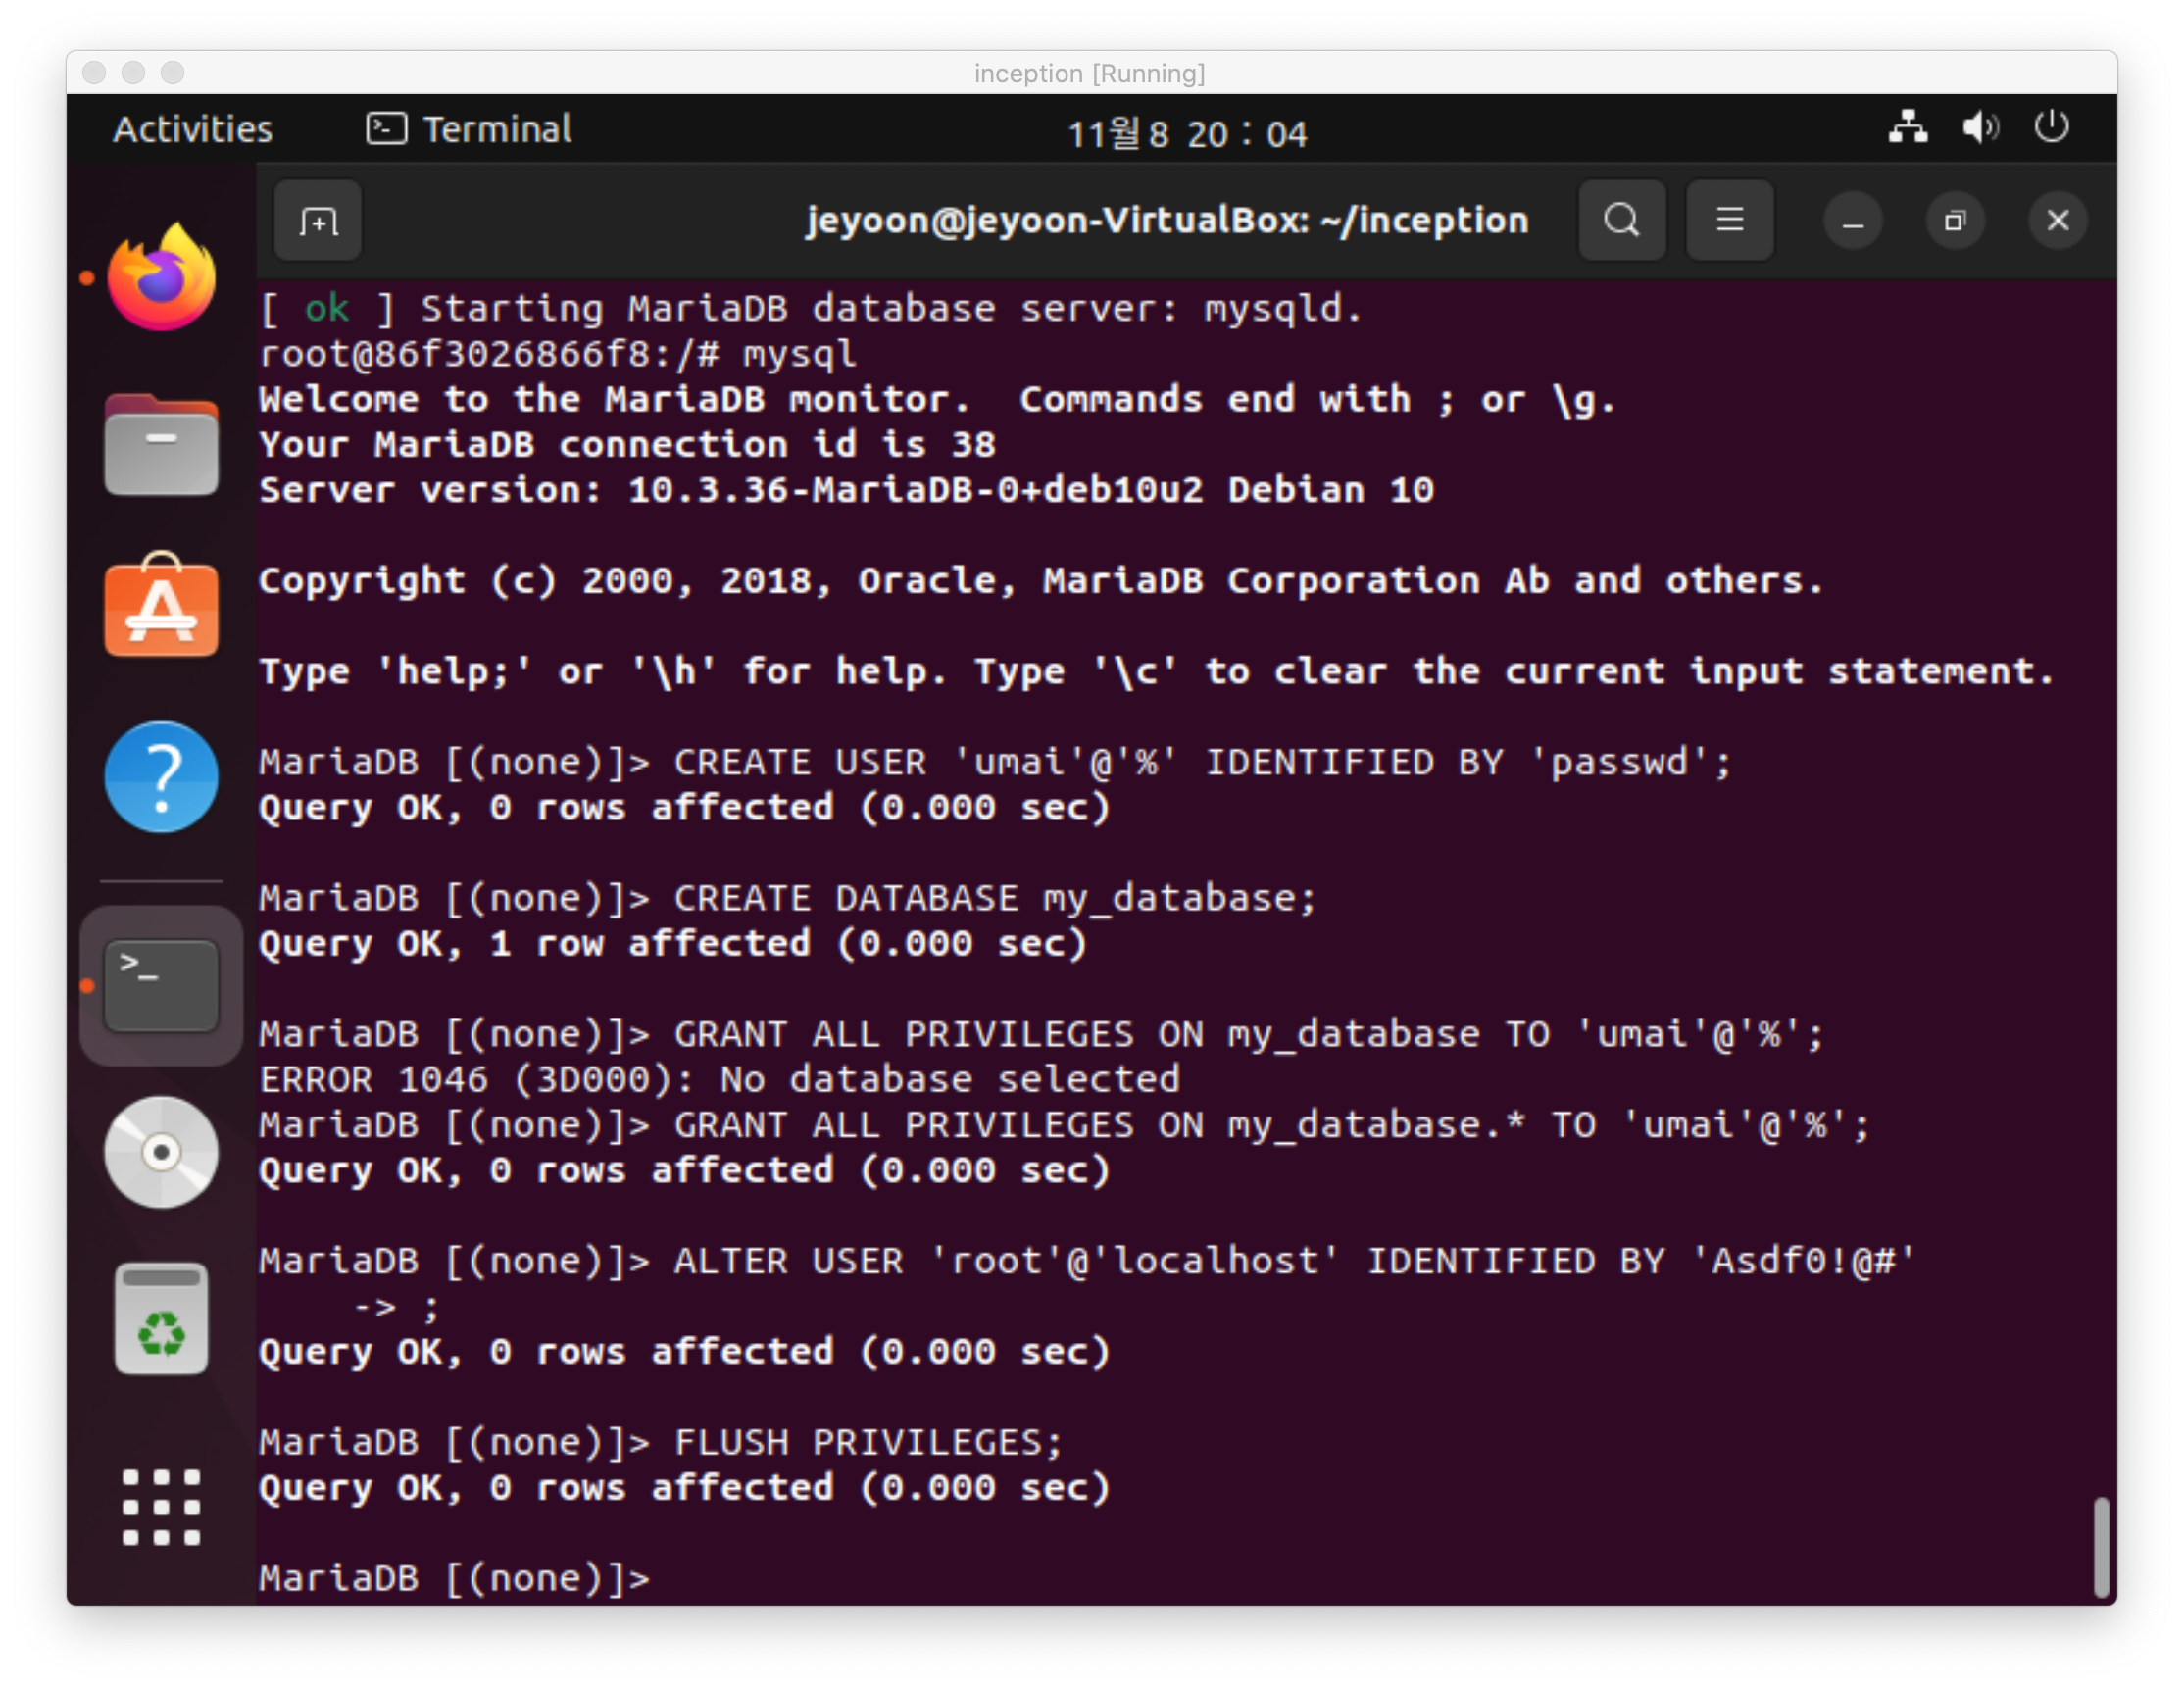 inception [Running]
Activities
Terminal
11월 8 20 : 04
jeyoon@jeyoon-VirtualBox: ~/inception
[ ok ] Starting MariaDB database server: mysqld.
root@86f3026866f8:/# mysql
Welcome to the MariaDB monitor.  Commands end with ; or \g.
Your MariaDB connection id is 38
Server version: 10.3.36-MariaDB-0+deb10u2 Debian 10
Copyright (c) 2000, 2018, Oracle, MariaDB Corporation Ab and others.
Type 'help;' or '\h' for help. Type '\c' to clear the current input statement.
MariaDB [(none)]> CREATE USER 'umai'@'%' IDENTIFIED BY 'passwd';
Query OK, 0 rows affected (0.000 sec)
MariaDB [(none)]> CREATE DATABASE my_database;
Query OK, 1 row affected (0.000 sec)
MariaDB [(none)]> GRANT ALL PRIVILEGES ON my_database TO 'umai'@'%';
ERROR 1046 (3D000): No database selected
MariaDB [(none)]> GRANT ALL PRIVILEGES ON my_database.* TO 'umai'@'%';
Query OK, 0 rows affected (0.000 sec)
MariaDB [(none)]> ALTER USER 'root'@'localhost' IDENTIFIED BY 'Asdf0!@#'
    -> ;
Query OK, 0 rows affected (0.000 sec)
MariaDB [(none)]> FLUSH PRIVILEGES;
Query OK, 0 rows affected (0.000 sec)
MariaDB [(none)]>